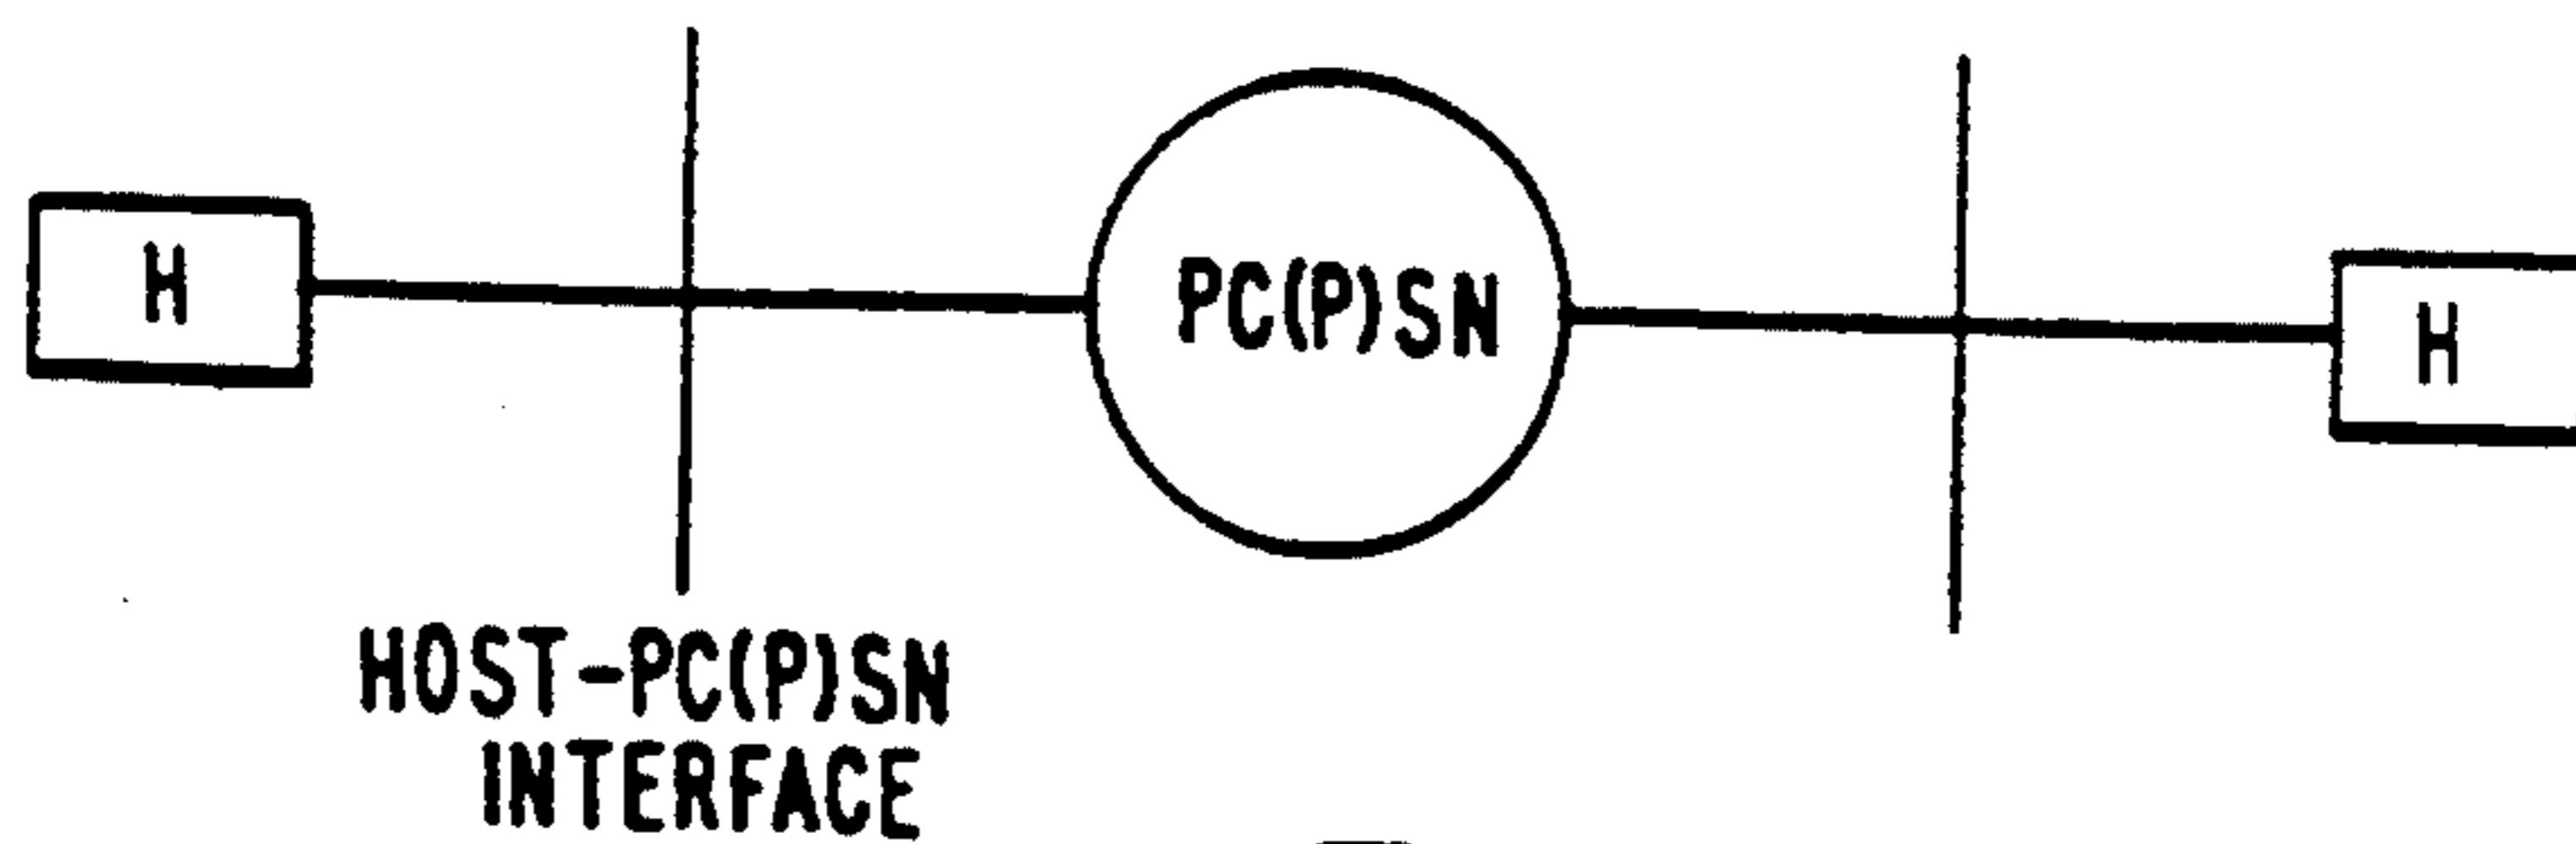 H
PC(P)SN
H
HOST-PC(P)SN
INTERFACE